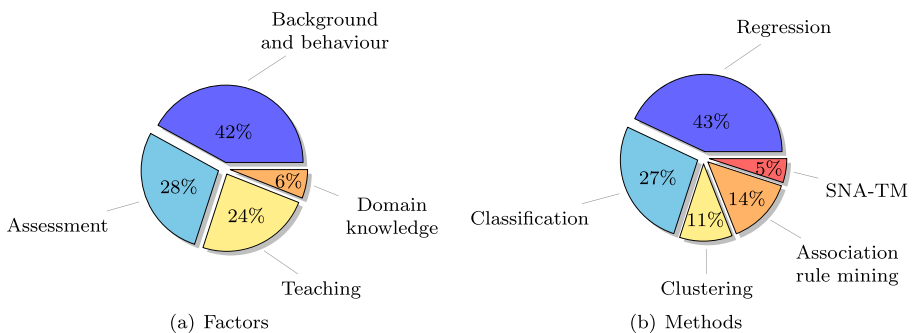 Background
and behaviour
42%
28%
6%
24%
Assessment
Domain
knowledge
Teaching
(a) Factors
Regression
43%
27%
5%
14%
11%
SNA-TM
Classification
Association
rule mining
Clustering
(b) Methods